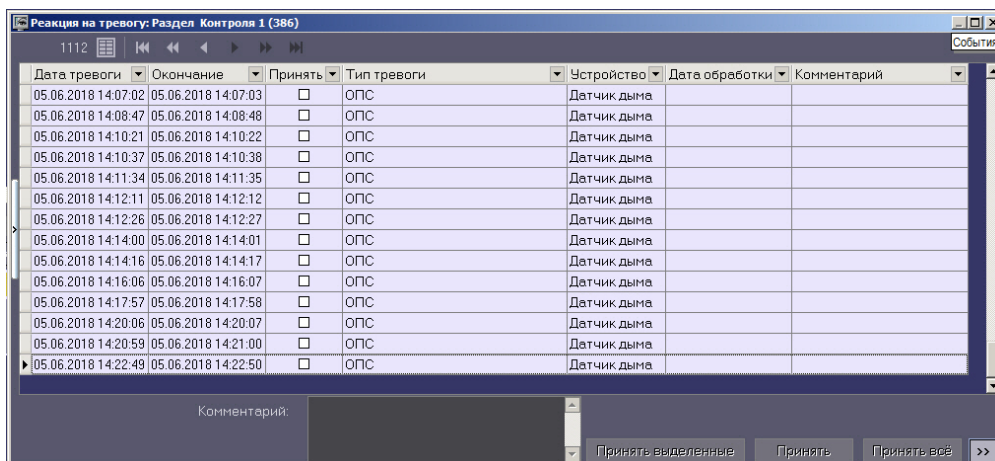 Реакция на тревогу: Раздел Контроля 1 (386)
События
1112
Дата тревоги Окончание Принять Тип тревоги Устройство Дата обработки Комментарий
05.06.2018 14:07:02 05.06.2018 14:07:03 ОПС Датчик дыма
05.06.2018 14:08:47 05.06.2018 14:08:48 ОПС Датчик дыма
05.06.2018 14:10:21 05.06.2018 14:10:22 ОПС Датчик дыма
05.06.2018 14:10:37 05.06.2018 14:10:38 ОПС Датчик дыма
05.06.2018 14:11:34 05.06.2018 14:11:35 ОПС Датчик дыма
05.06.2018 14:12:11 05.06.2018 14:12:12 ОПС Датчик дыма
05.06.2018 14:12:26 05.06.2018 14:12:27 ОПС Датчик дыма
05.06.2018 14:14:00 05.06.2018 14:14:01 ОПС Датчик дыма
05.06.2018 14:14:16 05.06.2018 14:14:17 ОПС Датчик дыма
05.06.2018 14:16:06 05.06.2018 14:16:07 ОПС Датчик дыма
05.06.2018 14:17:57 05.06.2018 14:17:58 ОПС Датчик дыма
05.06.2018 14:20:06 05.06.2018 14:20:07 ОПС Датчик дыма
05.06.2018 14:20:59 05.06.2018 14:21:00 ОПС Датчик дыма
05.06.2018 14:22:49 05.06.2018 14:22:50 ОПС Датчик дыма
Комментарий:
Принять выделенные Принять Принять всё >>